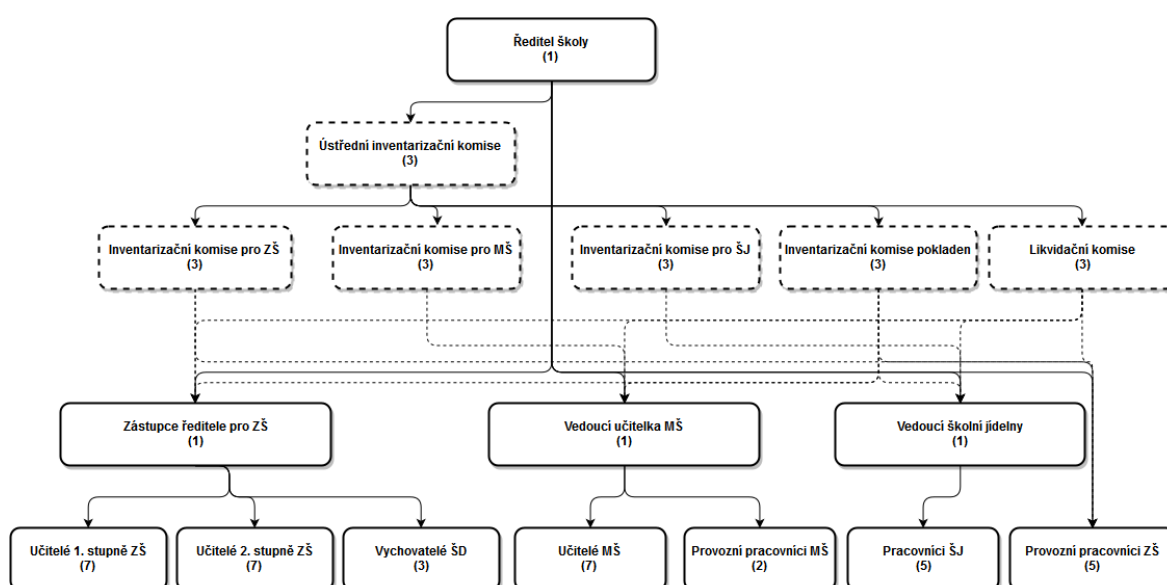 Ředitel školy
(1)
Ústřední inventarizační komise
(3)
Inventarizační komise pro ZŠ
(3)
Inventarizační komise pro MŠ
(3)
Inventarizační komise pro ŠJ
(3)
Inventarizační komise pokladen
(3)
Likvidační komise
(3)
Zástupce ředitele pro ZŠ
(1)
Vedoucí učitelka MŠ
(1)
Vedoucí školní jídelny
(1)
Učitelé 1. stupně ZŠ
(7)
Učitelé 2. stupně ZŠ
(7)
Vychovatelé ŠD
(3)
Učitelé MŠ
(7)
Provozní pracovníci MŠ
(2)
Pracovníci ŠJ
(5)
Provozní pracovníci ZŠ
(5)